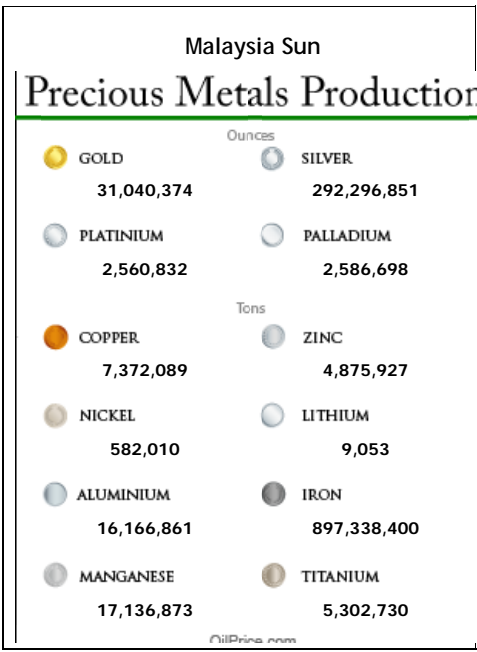 Malaysia Sun
Precious Metals Production
Ounces
GOLD SILVER
31,040,374 292,296,851
PLATINIUM PALLADIUM
2,560,832 2,586,698
Tons
COPPER ZINC
7,372,089 4,875,927
NICKEL LITHIUM
582,010 9,053
ALUMINIUM IRON
16,166,861 897,338,400
MANGANESE TITANIUM
17,136,873 5,302,730
OilPrice.com